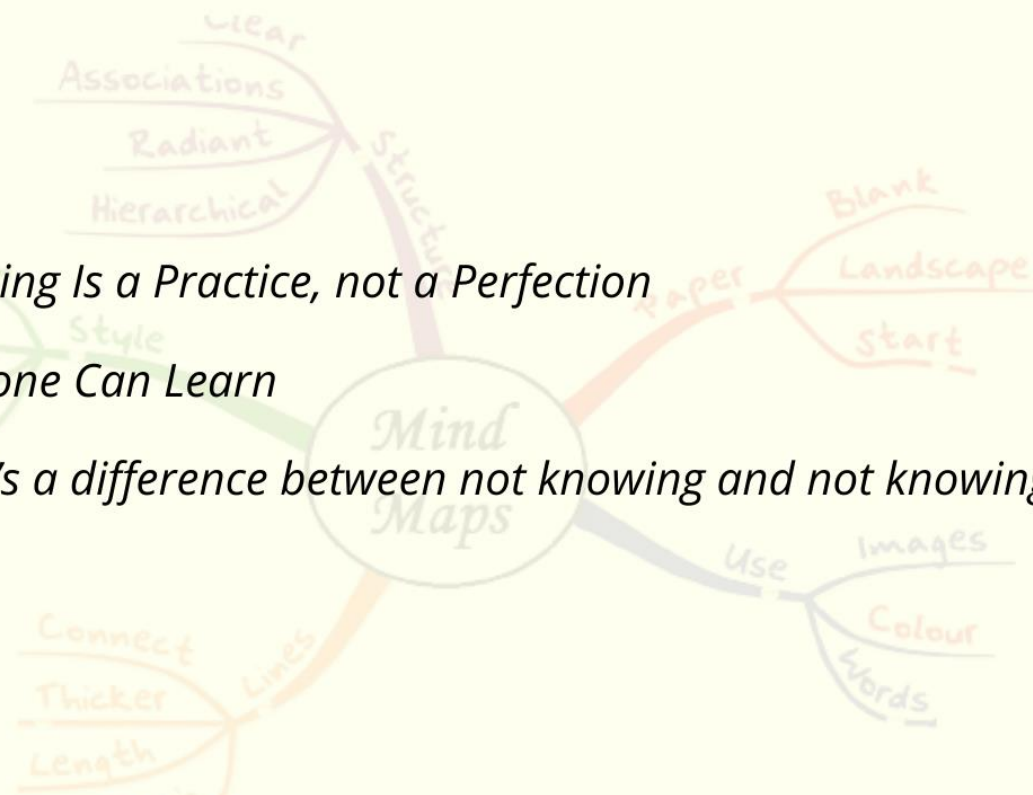 Clear
Associations
Radiant
Hierarchical
Structure
Blank
Landscape
Start
Paper
ing Is a Practice, not a Perfection
Style
one Can Learn
Mind
Maps
's a difference between not knowing and not knowing
Use
Images
Colour
Words
Connect
Thicker
Length
Lines